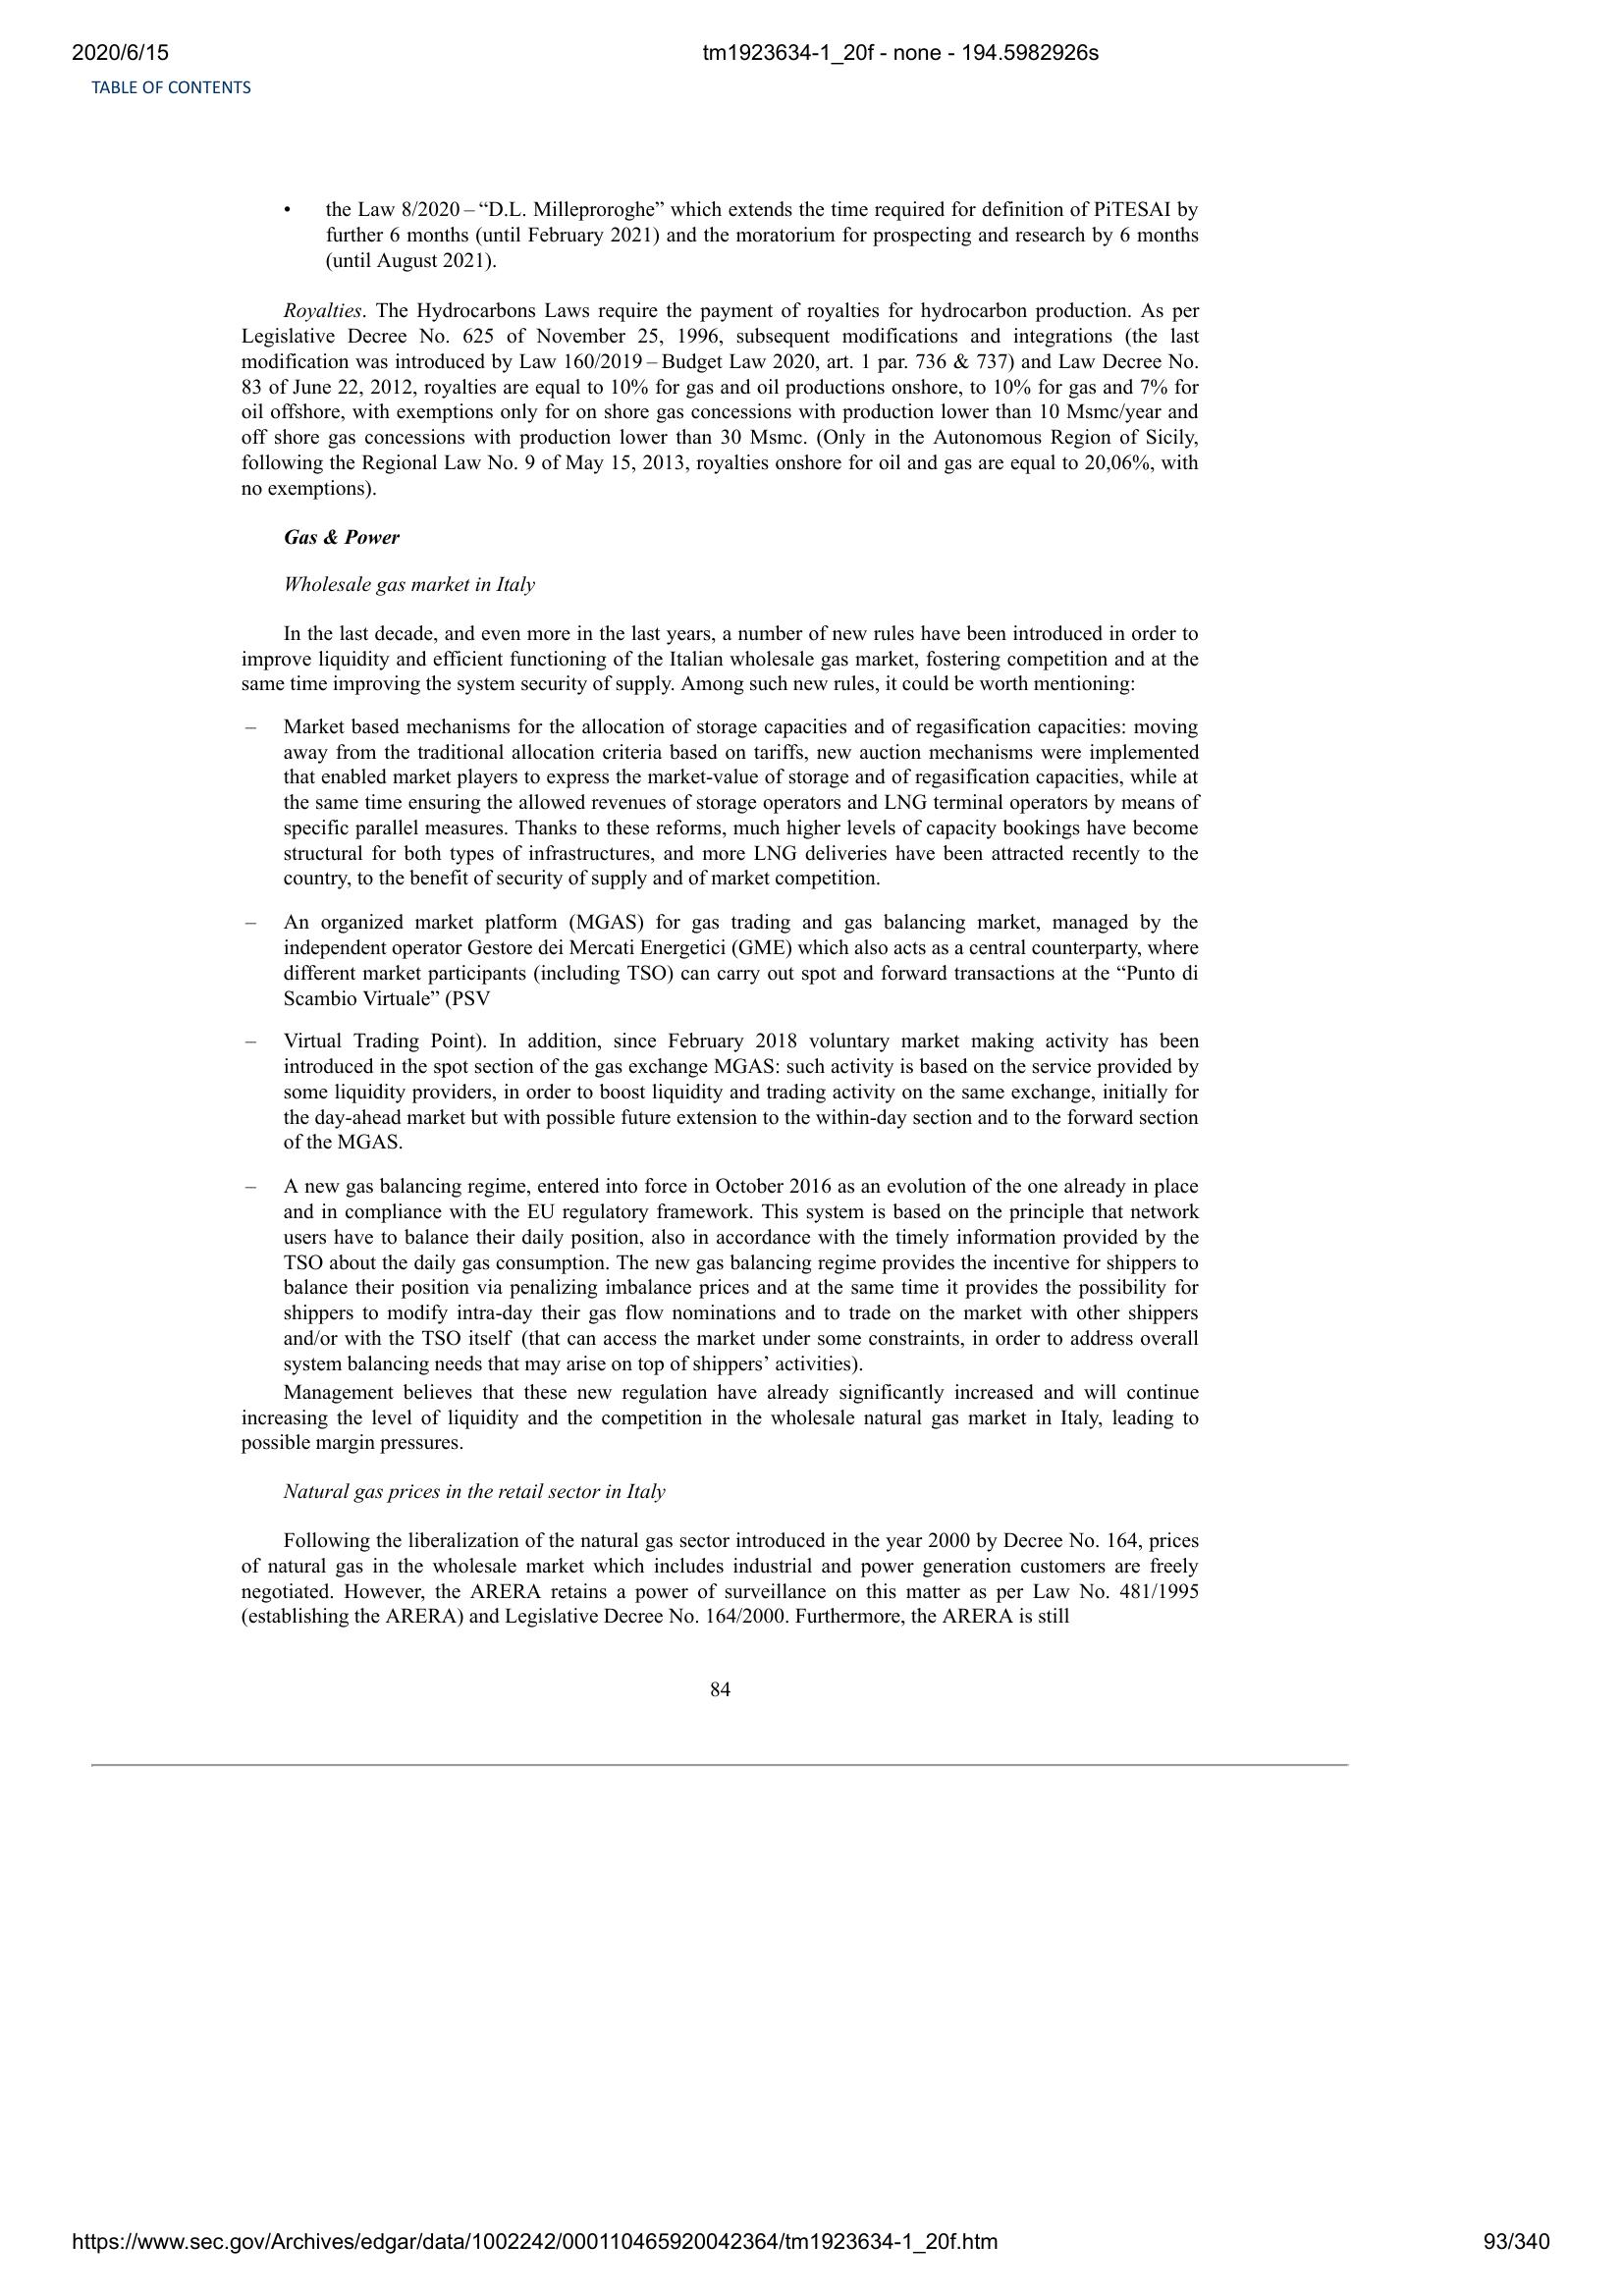 2020/6/15 tm1923634-1_20f - none - 194.5982926s
TABLE OF CONTENTS
• the Law 8/2020 – “D.L. Milleproroghe” which extends the time required for definition of PiTESAI by
further 6 months (until February 2021) and the moratorium for prospecting and research by 6 months
(until August 2021).
Royalties. The Hydrocarbons Laws require the payment of royalties for hydrocarbon production. As per
Legislative Decree No. 625 of November 25, 1996, subsequent modifications and integrations (the last
modification was introduced by Law 160/2019 – Budget Law 2020, art. 1 par. 736 & 737) and Law Decree No.
83 of June 22, 2012, royalties are equal to 10% for gas and oil productions onshore, to 10% for gas and 7% for
oil offshore, with exemptions only for on shore gas concessions with production lower than 10 Msmc/year and
off shore gas concessions with production lower than 30 Msmc. (Only in the Autonomous Region of Sicily,
following the Regional Law No. 9 of May 15, 2013, royalties onshore for oil and gas are equal to 20,06%, with
no exemptions).
Gas & Power
Wholesale gas market in Italy
In the last decade, and even more in the last years, a number of new rules have been introduced in order to
improve liquidity and efficient functioning of the Italian wholesale gas market, fostering competition and at the
same time improving the system security of supply. Among such new rules, it could be worth mentioning:
– Market based mechanisms for the allocation of storage capacities and of regasification capacities: moving
away from the traditional allocation criteria based on tariffs, new auction mechanisms were implemented
that enabled market players to express the market-value of storage and of regasification capacities, while at
the same time ensuring the allowed revenues of storage operators and LNG terminal operators by means of
specific parallel measures. Thanks to these reforms, much higher levels of capacity bookings have become
structural for both types of infrastructures, and more LNG deliveries have been attracted recently to the
country, to the benefit of security of supply and of market competition.
– An organized market platform (MGAS) for gas trading and gas balancing market, managed by the
independent operator Gestore dei Mercati Energetici (GME) which also acts as a central counterparty, where
different market participants (including TSO) can carry out spot and forward transactions at the “Punto di
Scambio Virtuale” (PSV
– Virtual Trading Point). In addition, since February 2018 voluntary market making activity has been
introduced in the spot section of the gas exchange MGAS: such activity is based on the service provided by
some liquidity providers, in order to boost liquidity and trading activity on the same exchange, initially for
the day-ahead market but with possible future extension to the within-day section and to the forward section
of the MGAS.
– A new gas balancing regime, entered into force in October 2016 as an evolution of the one already in place
and in compliance with the EU regulatory framework. This system is based on the principle that network
users have to balance their daily position, also in accordance with the timely information provided by the
TSO about the daily gas consumption. The new gas balancing regime provides the incentive for shippers to
balance their position via penalizing imbalance prices and at the same time it provides the possibility for
shippers to modify intra-day their gas flow nominations and to trade on the market with other shippers
and/or with the TSO itself (that can access the market under some constraints, in order to address overall
system balancing needs that may arise on top of shippers’ activities).
Management believes that these new regulation have already significantly increased and will continue
increasing the level of liquidity and the competition in the wholesale natural gas market in Italy, leading to
possible margin pressures.
Natural gas prices in the retail sector in Italy
Following the liberalization of the natural gas sector introduced in the year 2000 by Decree No. 164, prices
of natural gas in the wholesale market which includes industrial and power generation customers are freely
negotiated. However, the ARERA retains a power of surveillance on this matter as per Law No. 481/1995
(establishing the ARERA) and Legislative Decree No. 164/2000. Furthermore, the ARERA is still
84
https://www.sec.gov/Archives/edgar/data/1002242/000110465920042364/tm1923634-1_20f.htm 93/340